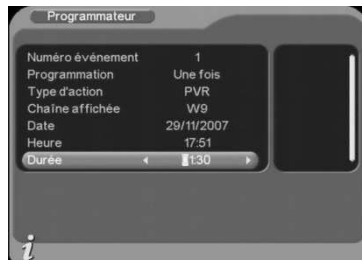 Programmateur
Numéro événement 1
Programmation Une fois
Type d'action PVR
Chaîne affichée W9
Date 29/11/2007
Heure 17:51
Durée 01:30
i